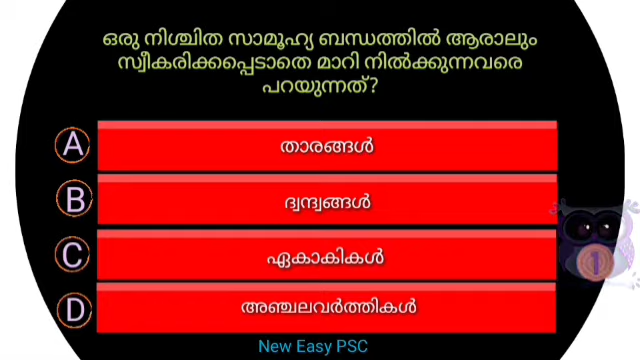 ഒരു നിശ്ചിത സാമൂഹ്യ ബന്ധത്തിൽ ആരാലും
സ്വീകരിക്കപ്പെടാതെ മാറി നിൽക്കുന്നവരെ
പറയുന്നത്?
A താരങ്ങൾ
B ദ്വന്ദ്വങ്ങൾ
C ഏകാകികൾ
D അഞ്ചലവർത്തികൾ
1
New Easy PSC